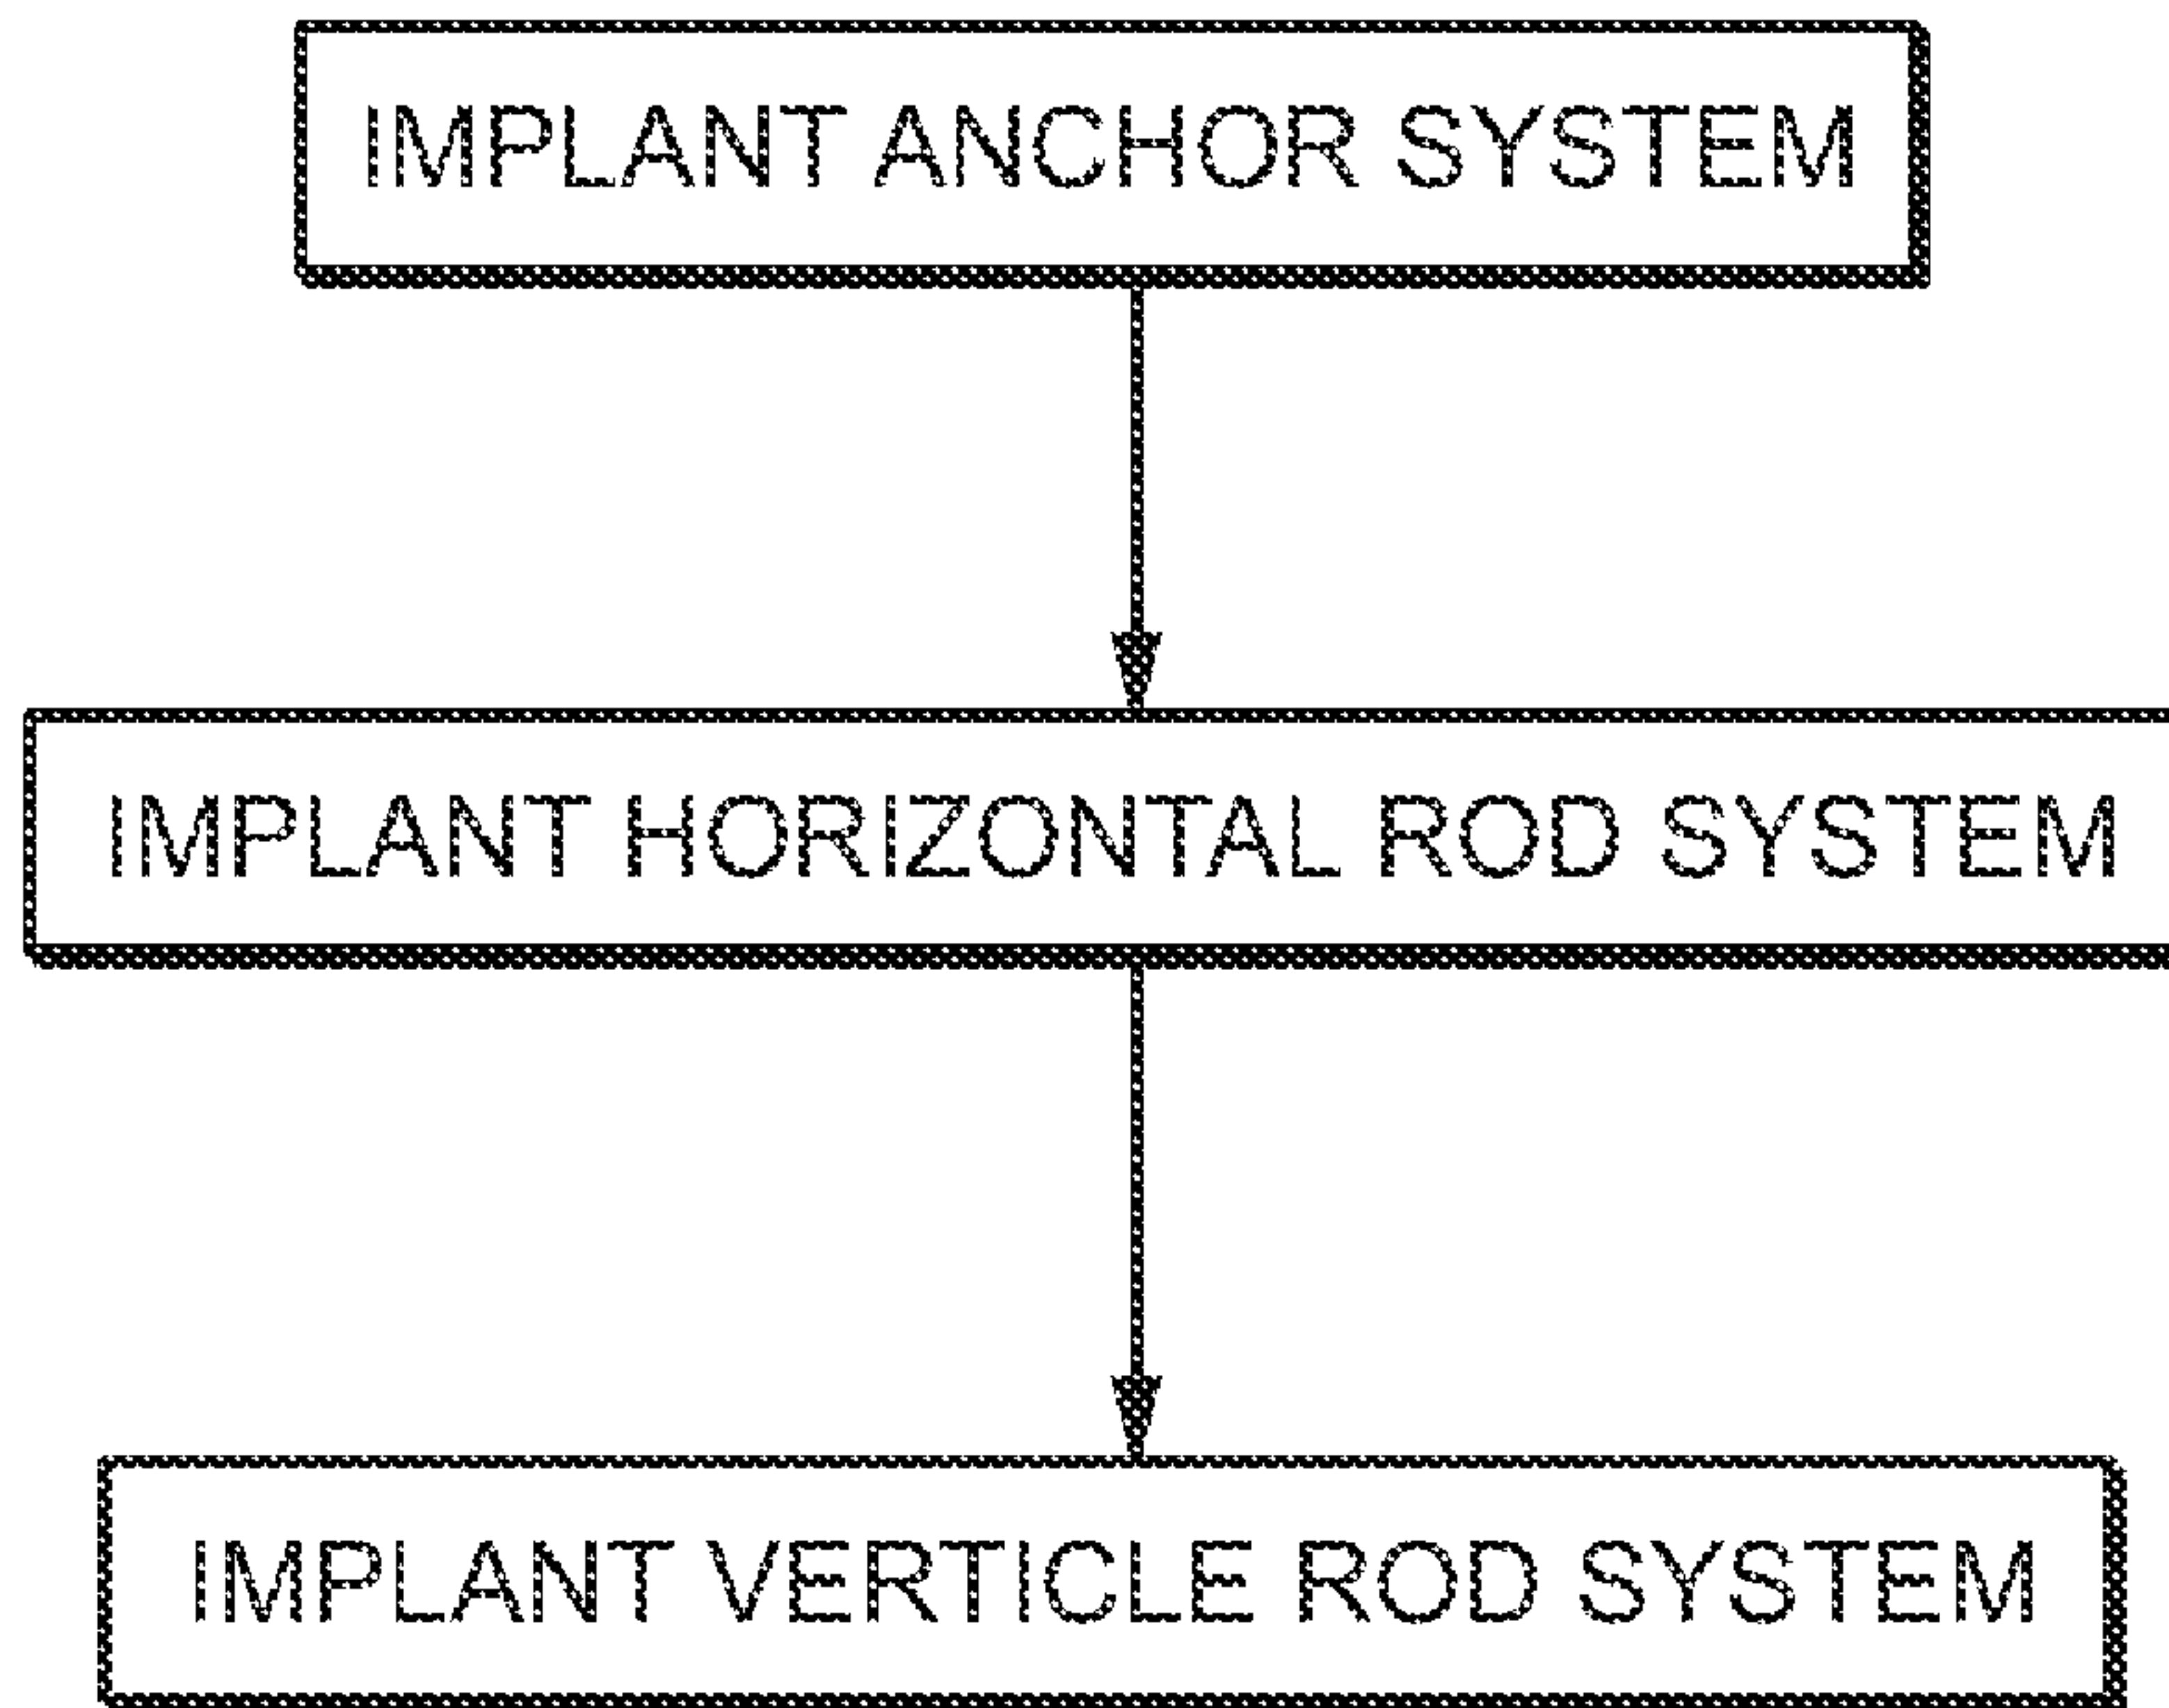 IMPLANT ANCHOR SYSTEM
IMPLANT HORIZONTAL ROD SYSTEM
IMPLANT VERTICLE ROD SYSTEM